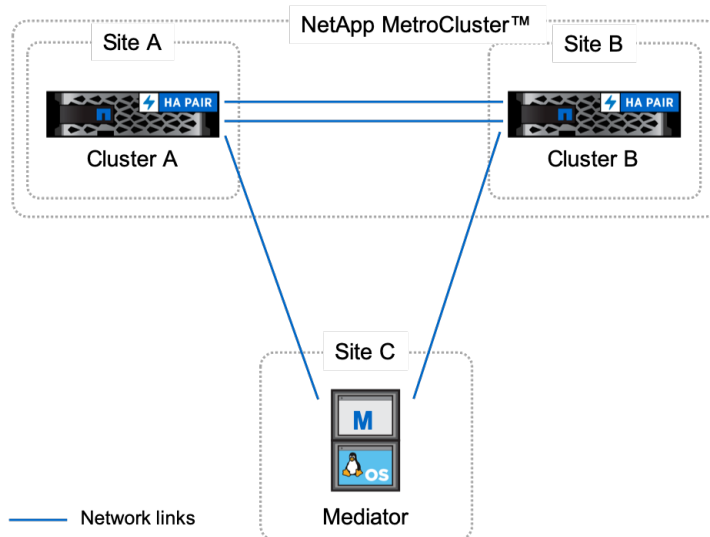 NetApp MetroCluster™
Site A
Site B
HA PAIR
HA PAIR
Cluster A
Cluster B
Site C
M
OS
Mediator
Network links